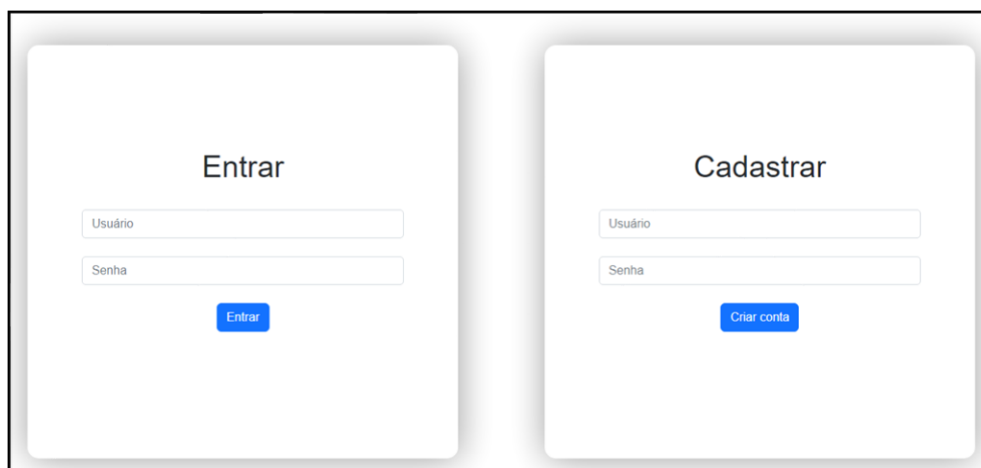 Entrar
Usuário
Senha
Entrar
Cadastrar
Usuário
Senha
Criar conta